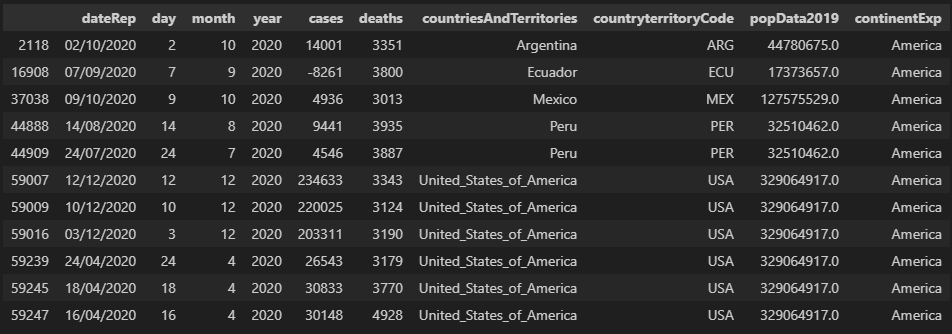 dateRep day month year cases deaths countriesAndTerritories countryterritoryCode popData2019 continentExp
2118 02/10/2020 2 10 2020 14001 3351 Argentina ARG 44780675.0 America
16908 07/09/2020 7 9 2020 -8261 3800 Ecuador ECU 17373657.0 America
37038 09/10/2020 9 10 2020 4936 3013 Mexico MEX 127575529.0 America
44888 14/08/2020 14 8 2020 9441 3935 Peru PER 32510462.0 America
44909 24/07/2020 24 7 2020 4546 3887 Peru PER 32510462.0 America
59007 12/12/2020 12 12 2020 234633 3343 United_States_of_America USA 329064917.0 America
59009 10/12/2020 10 12 2020 220025 3124 United_States_of_America USA 329064917.0 America
59016 03/12/2020 3 12 2020 203311 3190 United_States_of_America USA 329064917.0 America
59239 24/04/2020 24 4 2020 26543 3179 United_States_of_America USA 329064917.0 America
59245 18/04/2020 18 4 2020 30833 3770 United_States_of_America USA 329064917.0 America
59247 16/04/2020 16 4 2020 30148 4928 United_States_of_America USA 329064917.0 America